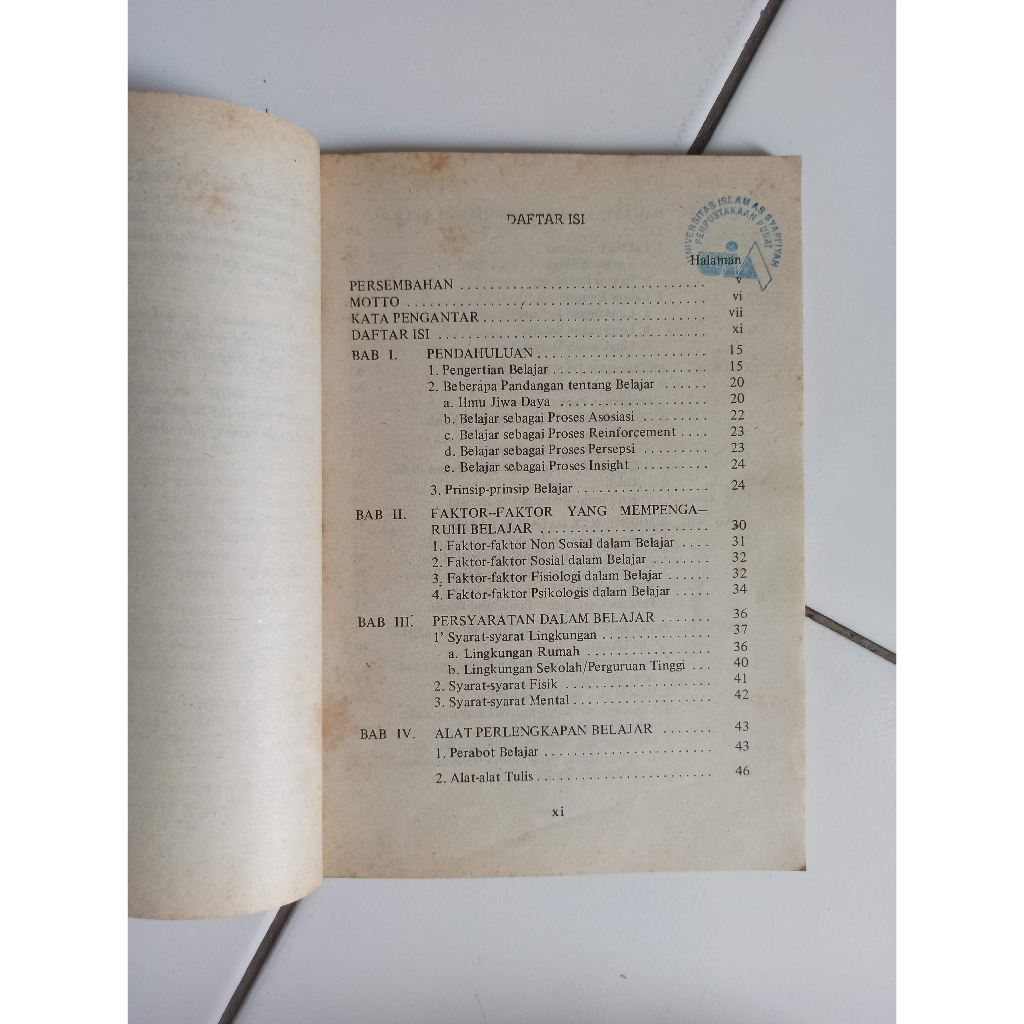 UNIVERSITAS ISLAM AS SYAFI'IYAH
PERPUSTAKAAN PUSAT
DAFTAR ISI
Halaman
PERSEMBAHAN ................................. v
MOTTO ....................................... vi
KATA PENGANTAR .............................. vii
DAFTAR ISI .................................. xi
BAB I. PENDAHULUAN ....................... 15
1. Pengertian Belajar ..................... 15
2. Beberapa Pandangan tentang Belajar ...... 20
a. Ilmu Jiwa Daya .................... 20
b. Belajar sebagai Proses Asosiasi ......... 22
c. Belajar sebagai Proses Reinforcement .... 23
d. Belajar sebagai Proses Persepsi ......... 23
e. Belajar sebagai Proses Insight .......... 24
3. Prinsip-prinsip Belajar .................. 24
BAB II. FAKTOR--FAKTOR YANG MEMPENGA--
RUHI BELAJAR ....................... 30
1. Faktor-faktor Non Sosial dalam Belajar .... 31
2. Faktor-faktor Sosial dalam Belajar ........ 32
3. Faktor-faktor Fisiologi dalam Belajar ...... 32
4. Faktor-faktor Psikologis dalam Belajar ..... 34
BAB III. PERSYARATAN DALAM BELAJAR ....... 36
1' Syarat-syarat Lingkungan ............... 37
a. Lingkungan Rumah ................. 36
b. Lingkungan Sekolah/Perguruan Tinggi ... 40
2. Syarat-syarat Fisik .................... 41
3. Syarat-syarat Mental ................... 42
BAB IV. ALAT PERLENGKAPAN BELAJAR ....... 43
1. Perabot Belajar ....................... 43
2. Alat-alat Tulis ........................ 46
xi